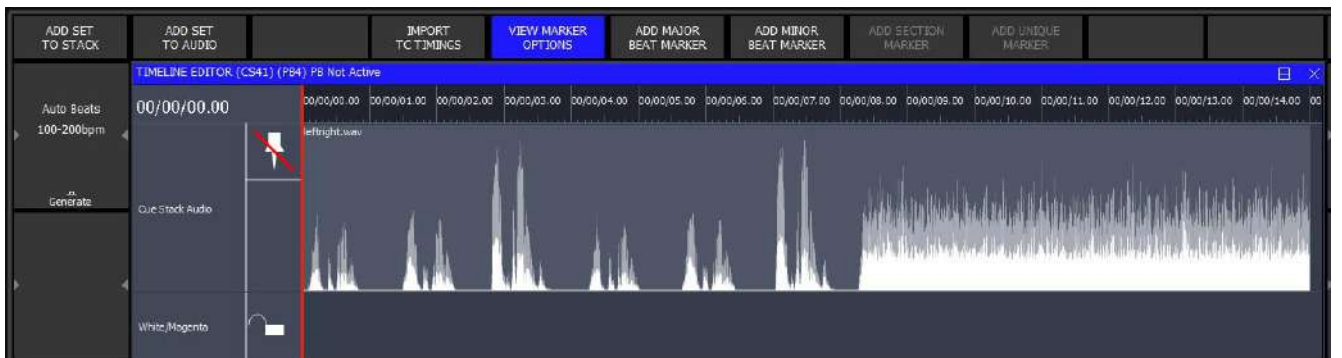 ADD SET
TO STACK
ADD SET
TO AUDIO
IMPORT
TC TIMINGS
VIEW MARKER
OPTIONS
ADD MAJOR
BEAT MARKER
ADD MINOR
BEAT MARKER
ADD SECTION
MARKER
ADD UNIQUE
MARKER
TIMELINE EDITOR (CS41) (PB4) PB Not Active
Auto Beats
100-200bpm
Generate
00/00/00.00
00/00/00.00 00/00/01.00 00/00/02.00 00/00/03.00 00/00/04.00 00/00/05.00 00/00/06.00 00/00/07.00 00/00/08.00 00/00/09.00 00/00/10.00 00/00/11.00 00/00/12.00 00/00/13.00 00/00/14.00 00
leftright.wav
Cue Stack Audio
White/Magenta